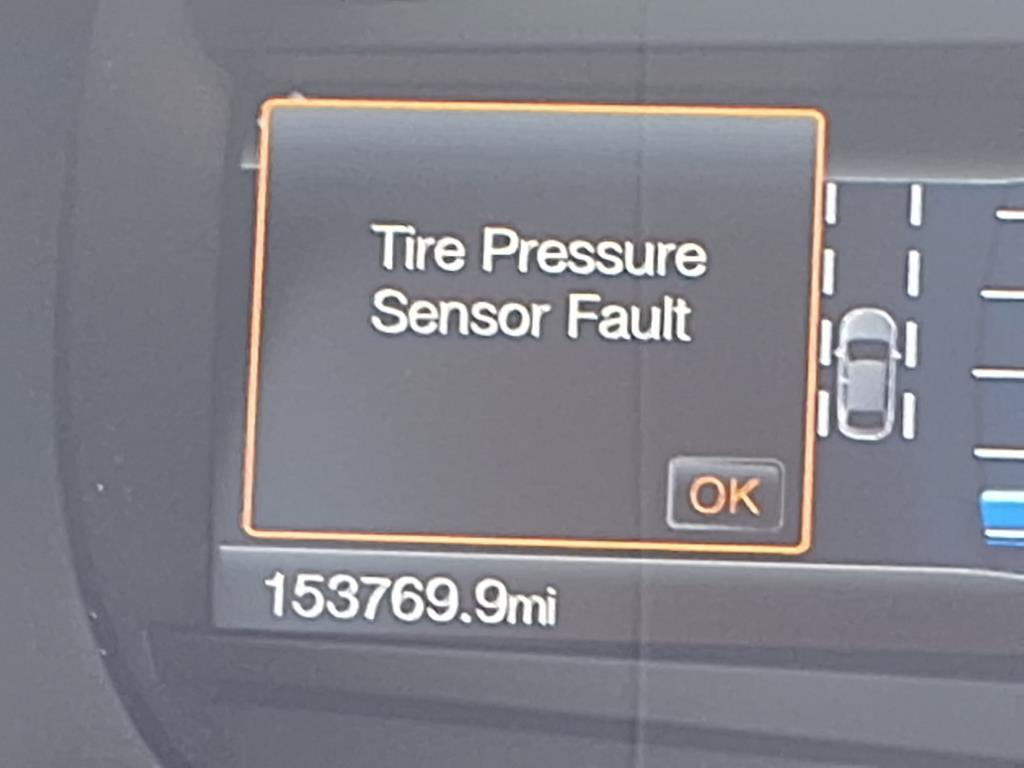 Tire Pressure
Sensor Fault
OK
153769.9mi